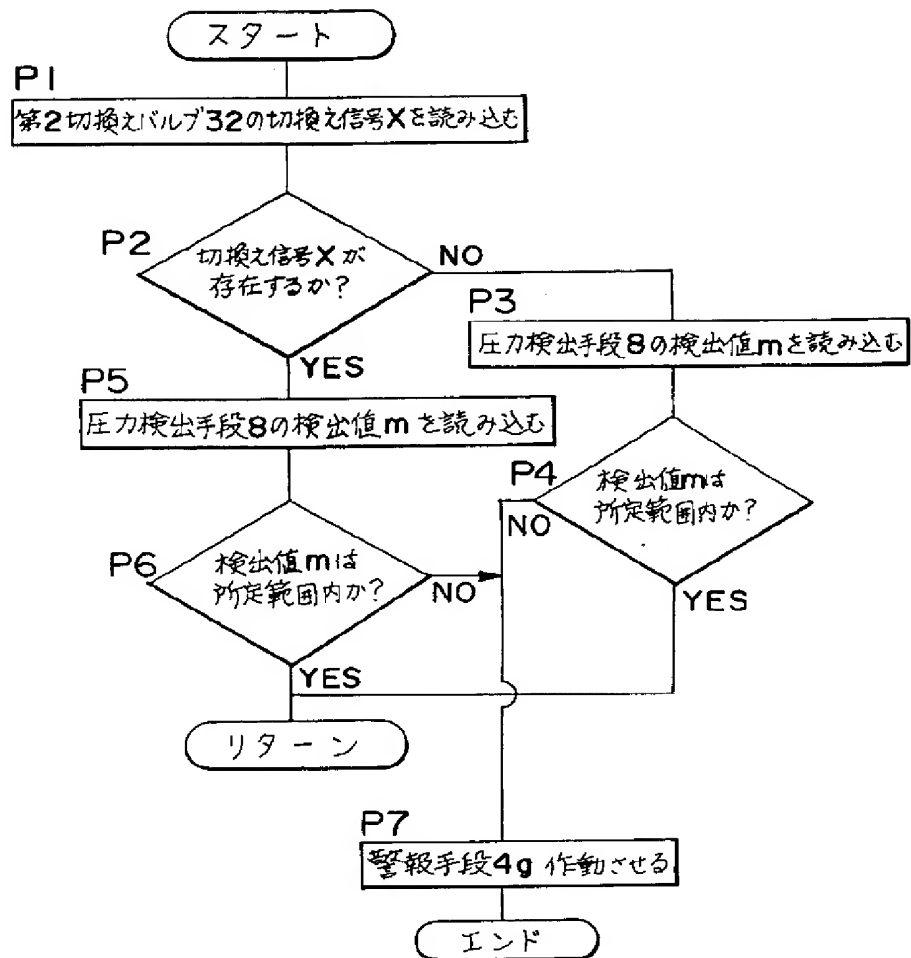 スタート
P1
第2切換えバルブ32の切換え信号Xを読み込む
P2
切換え信号Xが
存在するか?
NO
YES
P3
圧力検出手段8の検出値mを読み込む
P5
圧力検出手段8の検出値mを読み込む
P4
検出値mは
所定範囲内か?
NO
YES
P6
検出値mは
所定範囲内か?
NO
YES
リターン
P7
警報手段4g 作動させる
エンド